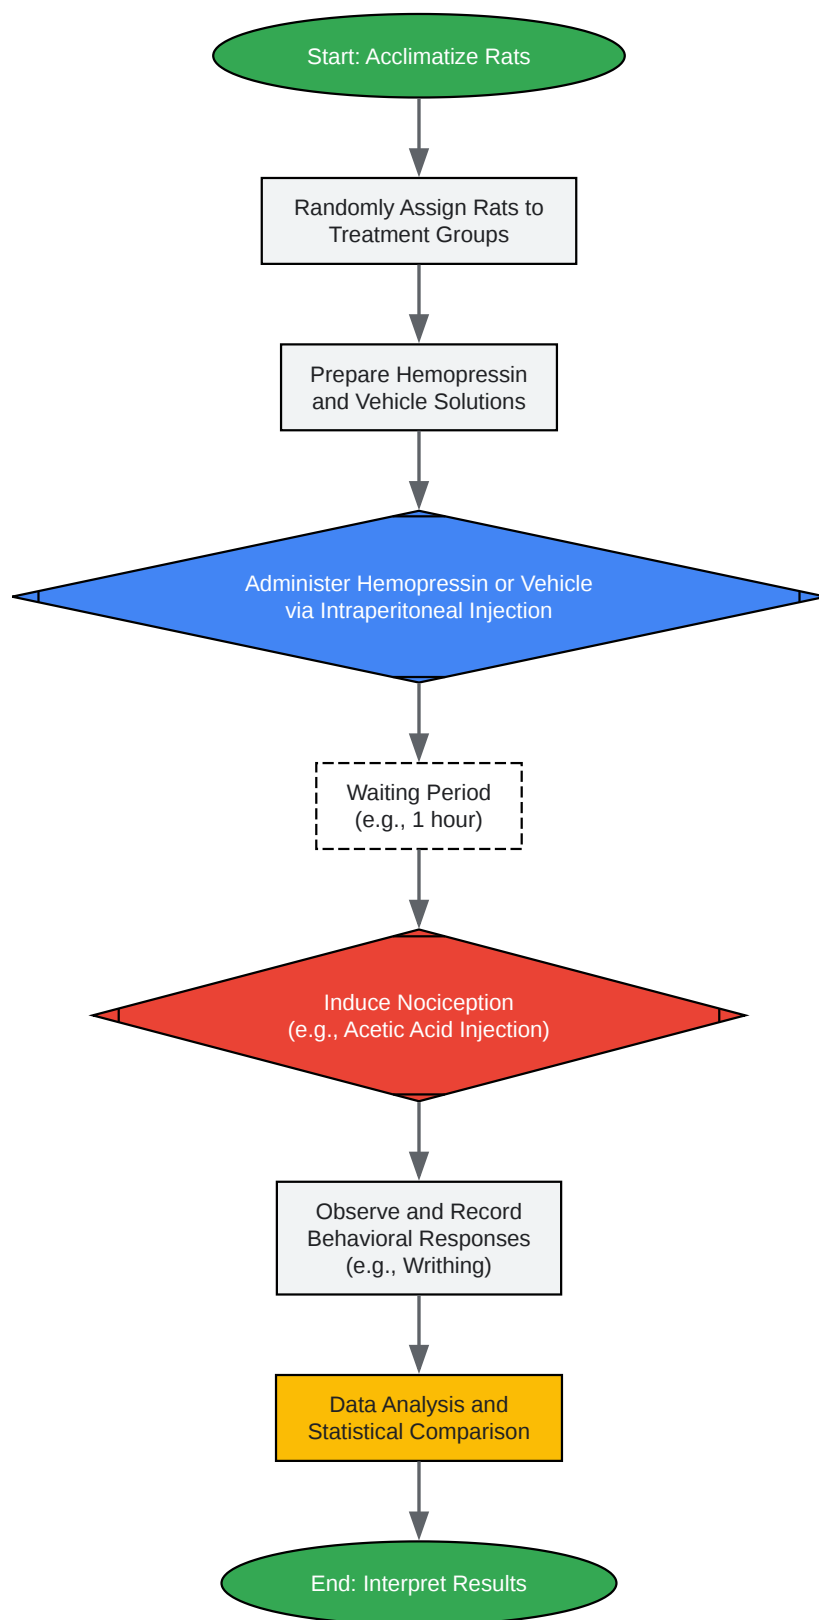 Start: Acclimatize Rats
Randomly Assign Rats to
Treatment Groups
Prepare Hemopressin
and Vehicle Solutions
Administer Hemopressin or Vehicle
via Intraperitoneal Injection
Waiting Period
(e.g., 1 hour)
Induce Nociception
(e.g., Acetic Acid Injection)
Observe and Record
Behavioral Responses
(e.g., Writhing)
Data Analysis and
Statistical Comparison
End: Interpret Results